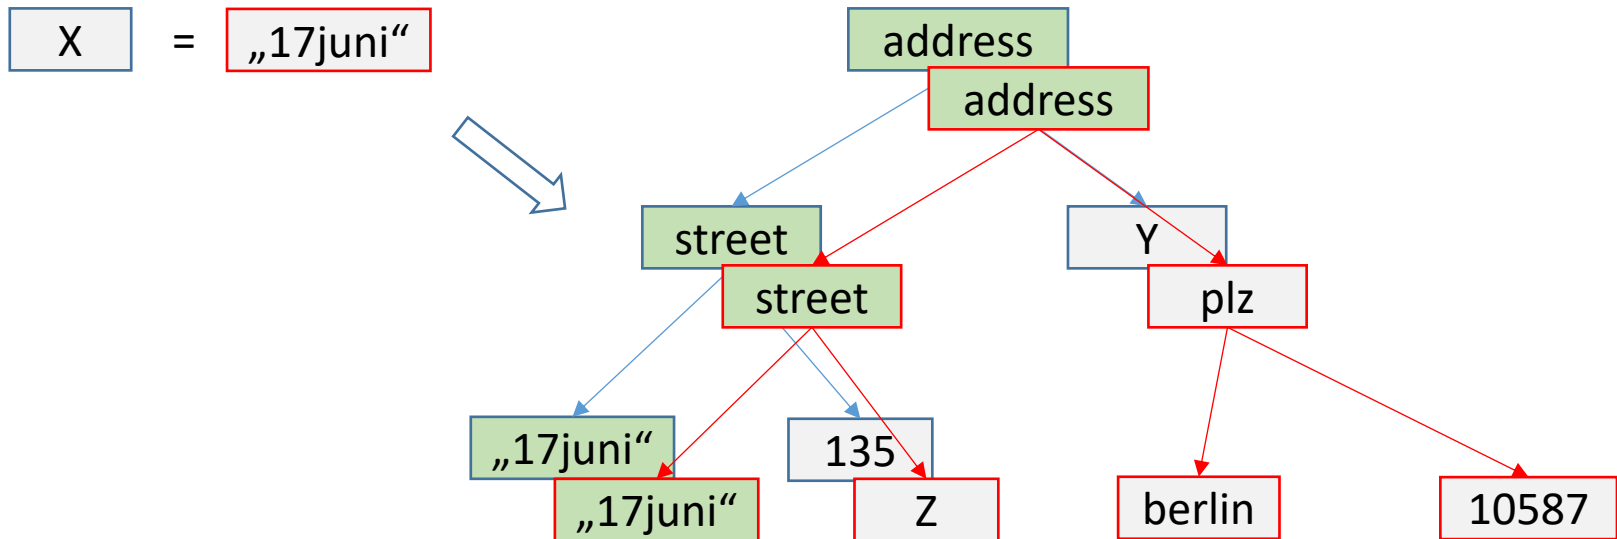 X = „17juni“
address
address
street
Y
street
plz
„17juni“
135
„17juni“
Z
berlin
10587